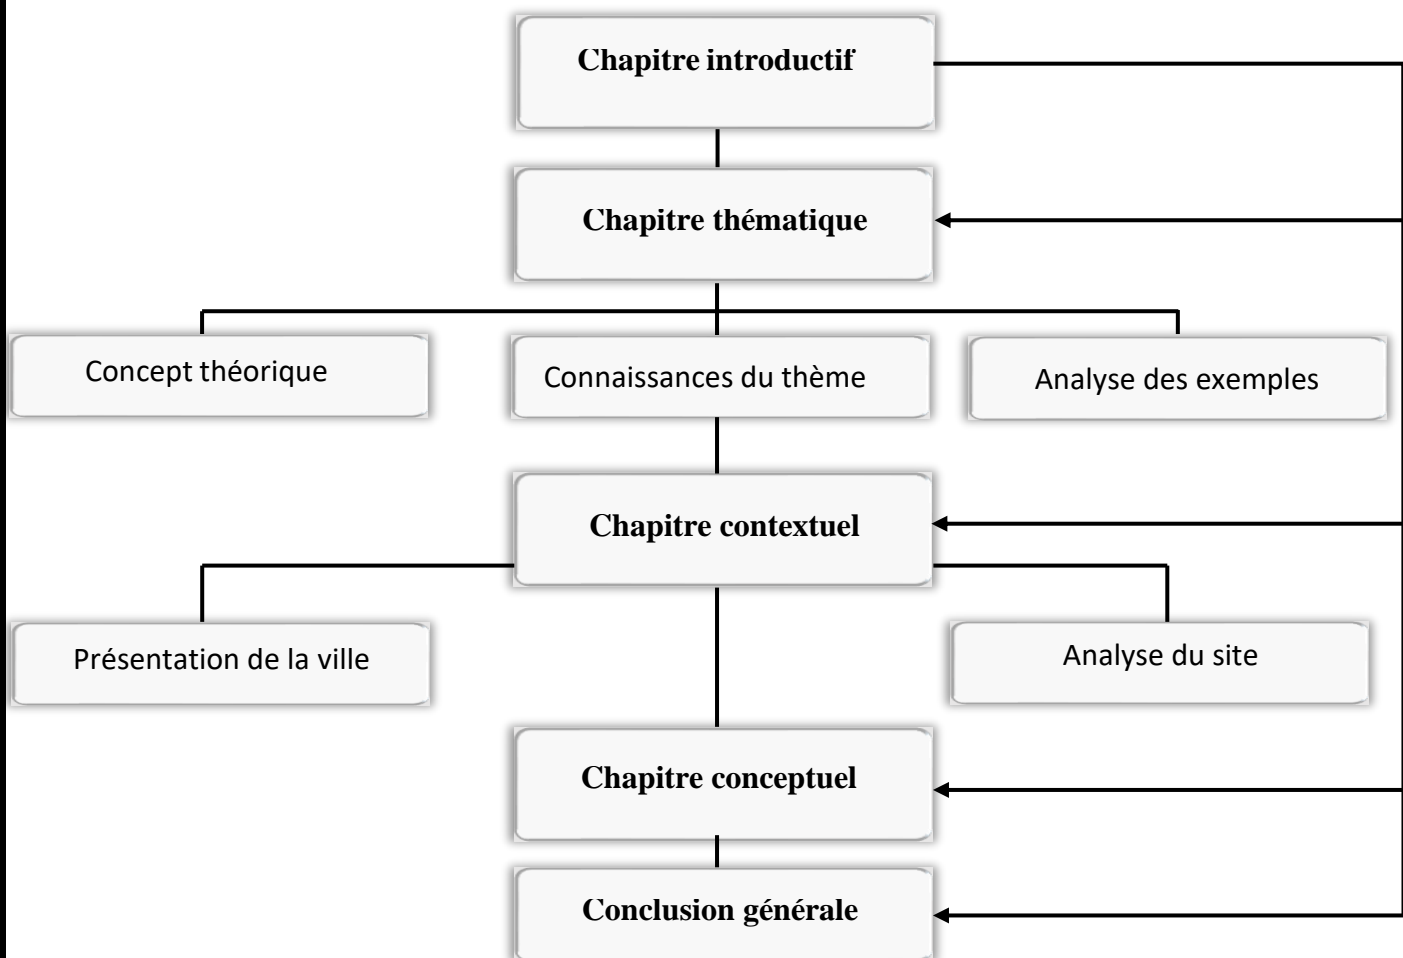 Chapitre introductif
Chapitre thématique
Concept théorique
Connaissances du thème
Analyse des exemples
Chapitre contextuel
Présentation de la ville
Analyse du site
Chapitre conceptuel
Conclusion générale